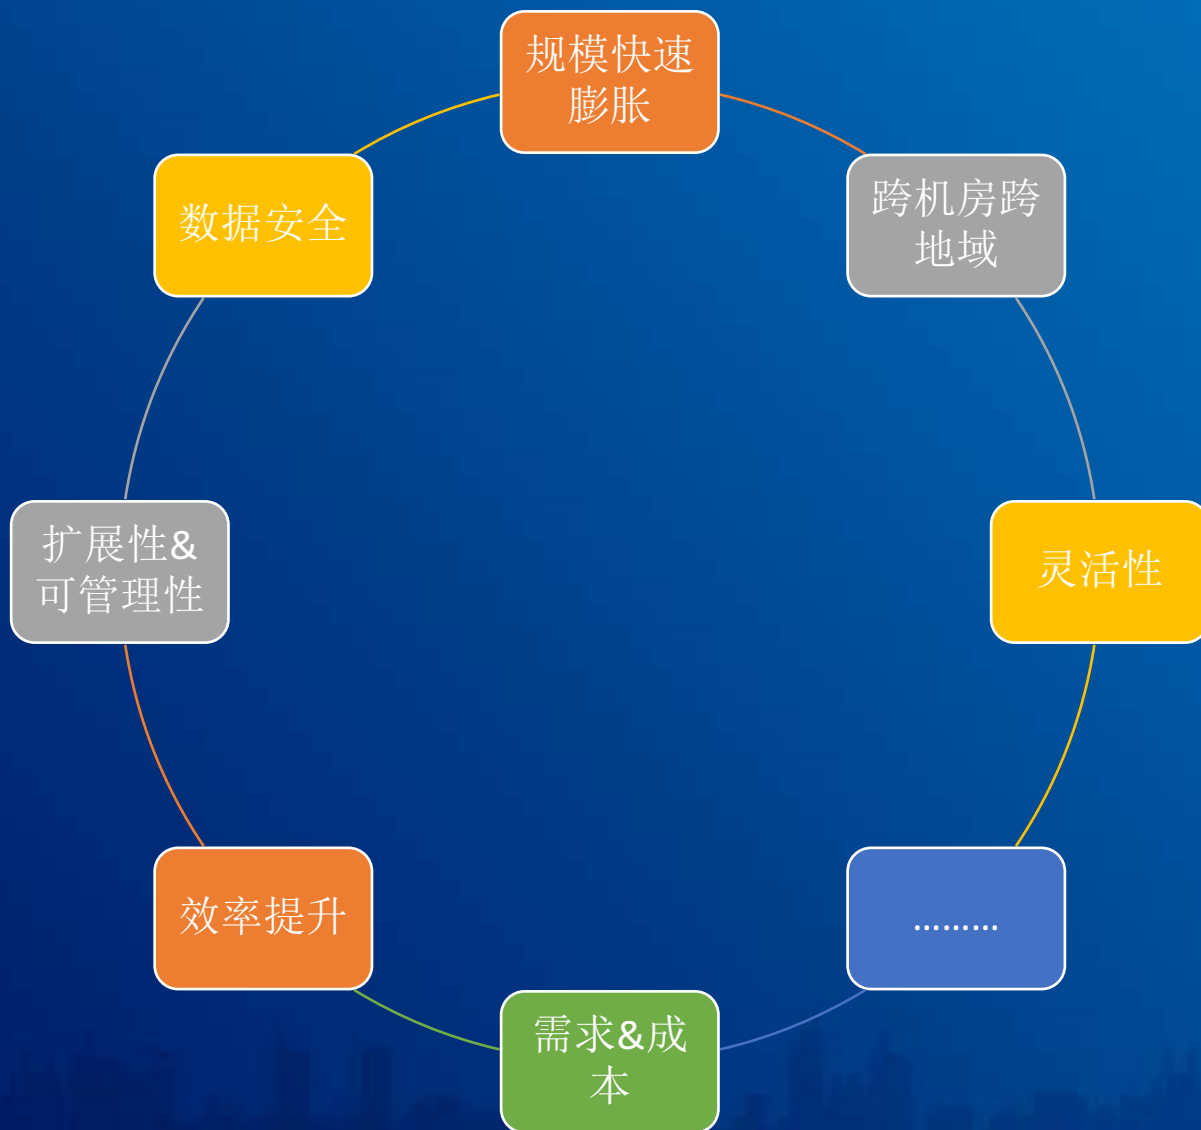 规模快速
膨胀
跨机房跨
地域
灵活性
………
需求&成
本
效率提升
扩展性&
可管理性
数据安全